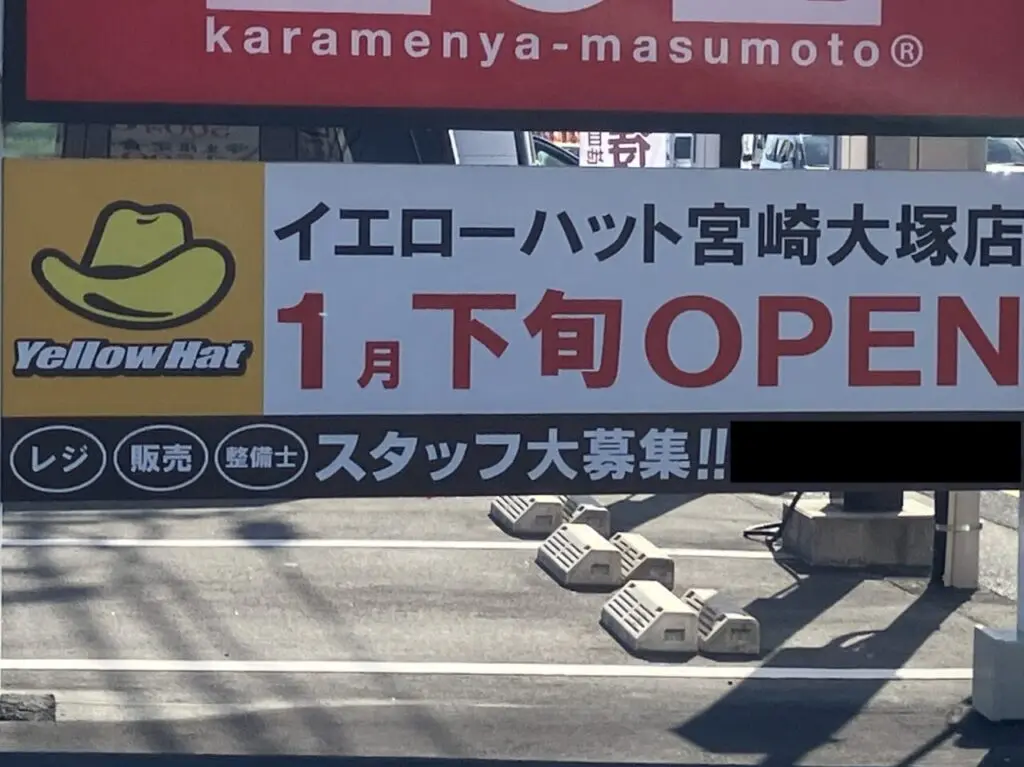 karamenya-masumoto®
YellowHat
イエローハット宮崎大塚店
1月下旬OPEN
レジ 販売 整備士 スタッフ大募集!!